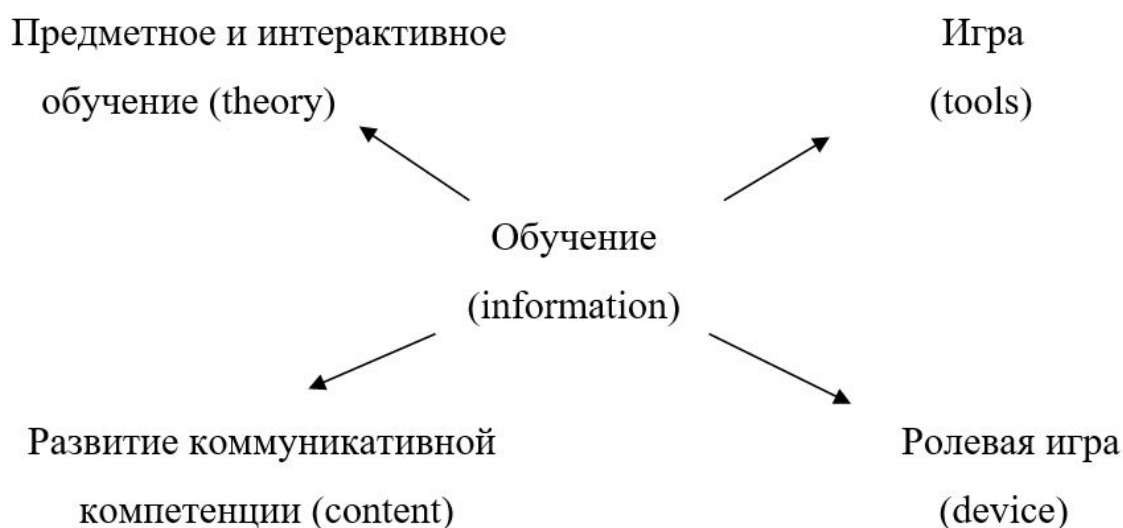 Предметное и интерактивное
обучение (theory)
Игра
(tools)
Обучение
(information)
Развитие коммуникативной
компетенции (content)
Ролевая игра
(device)